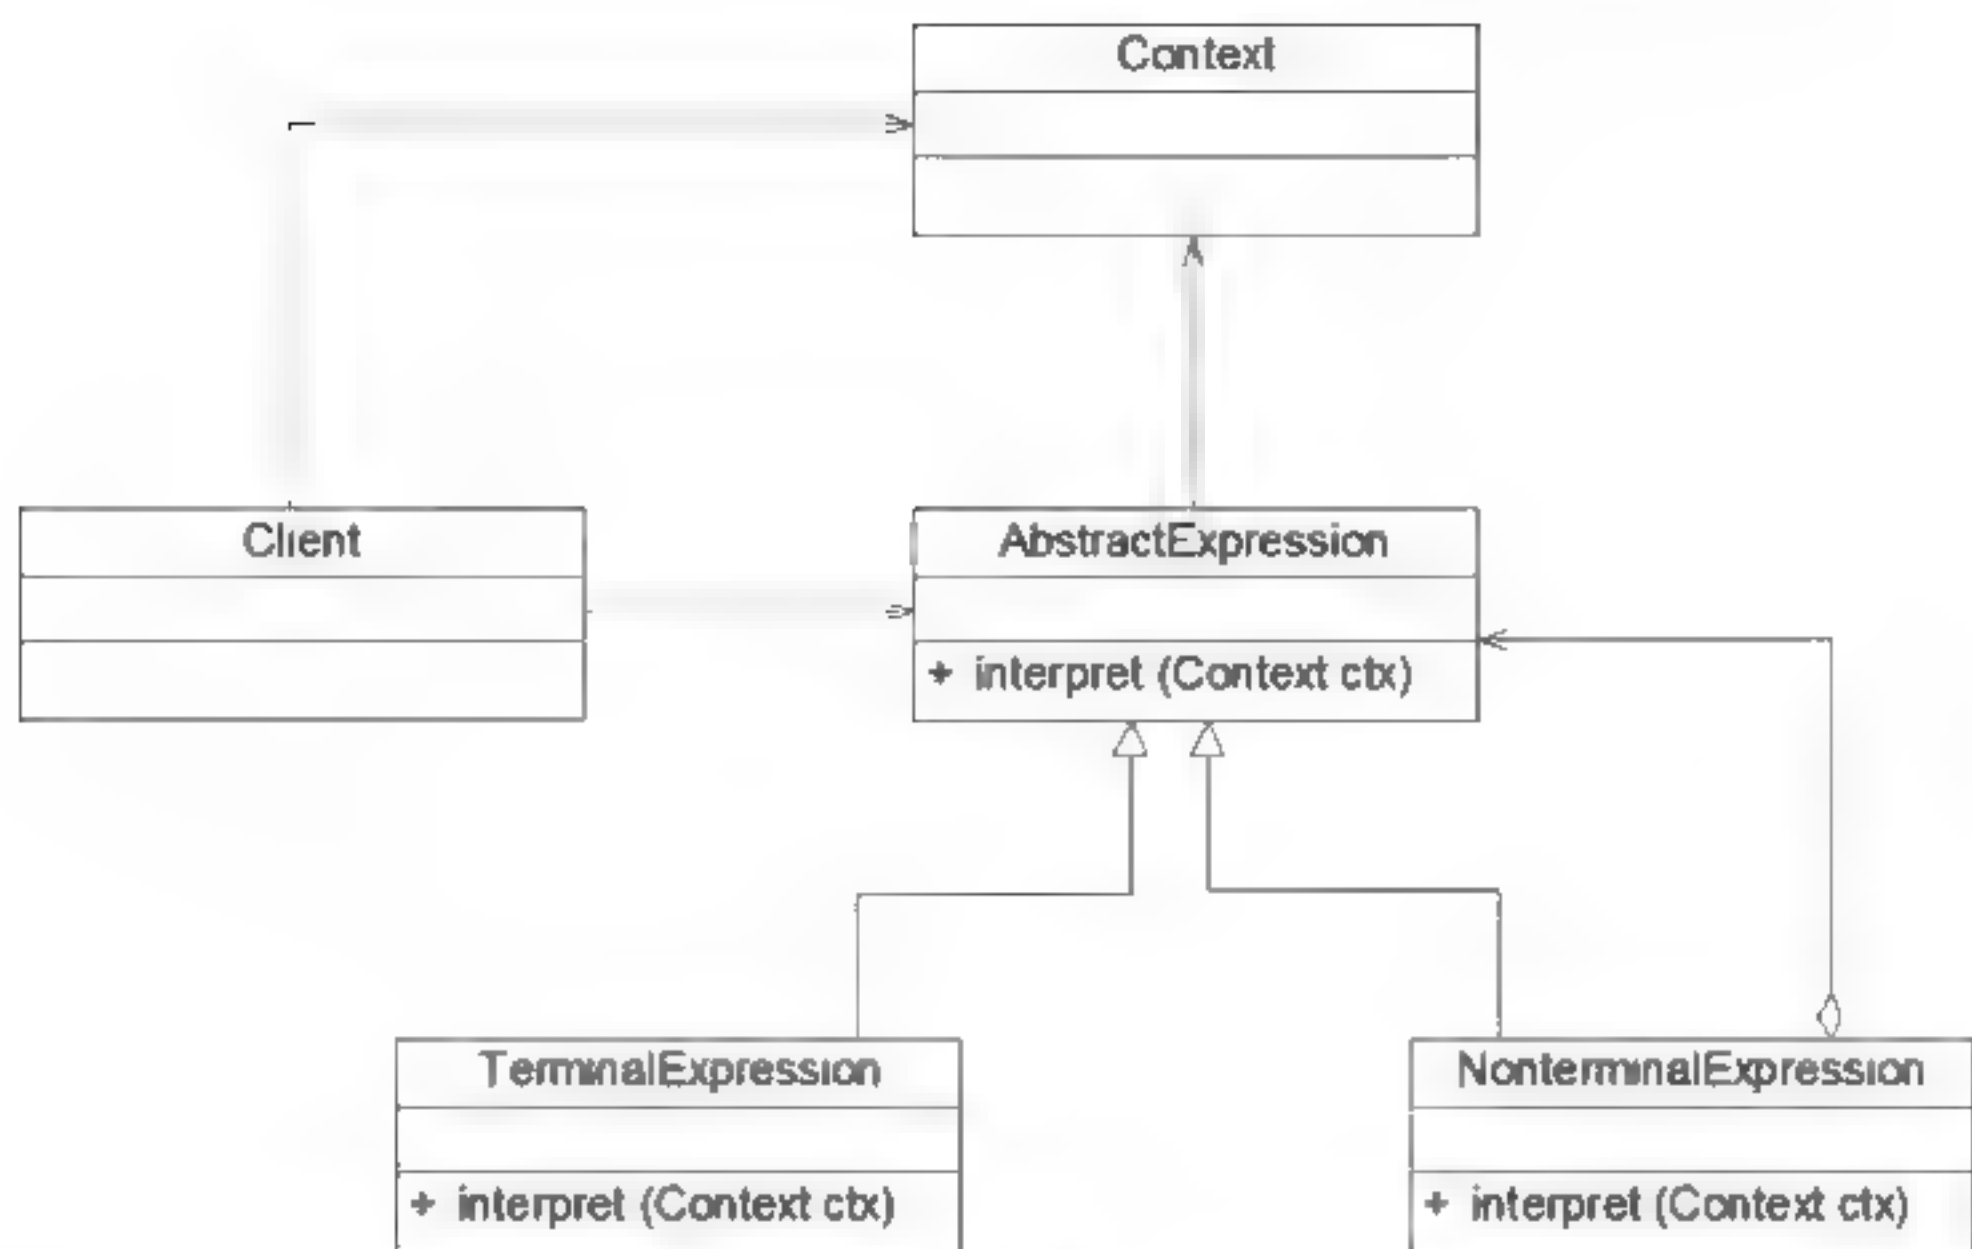 Context
Client
AbstractExpression
+ interpret (Context ctx)
TerminalExpression
+ interpret (Context ctx)
NonterminalExpression
+ interpret (Context ctx)